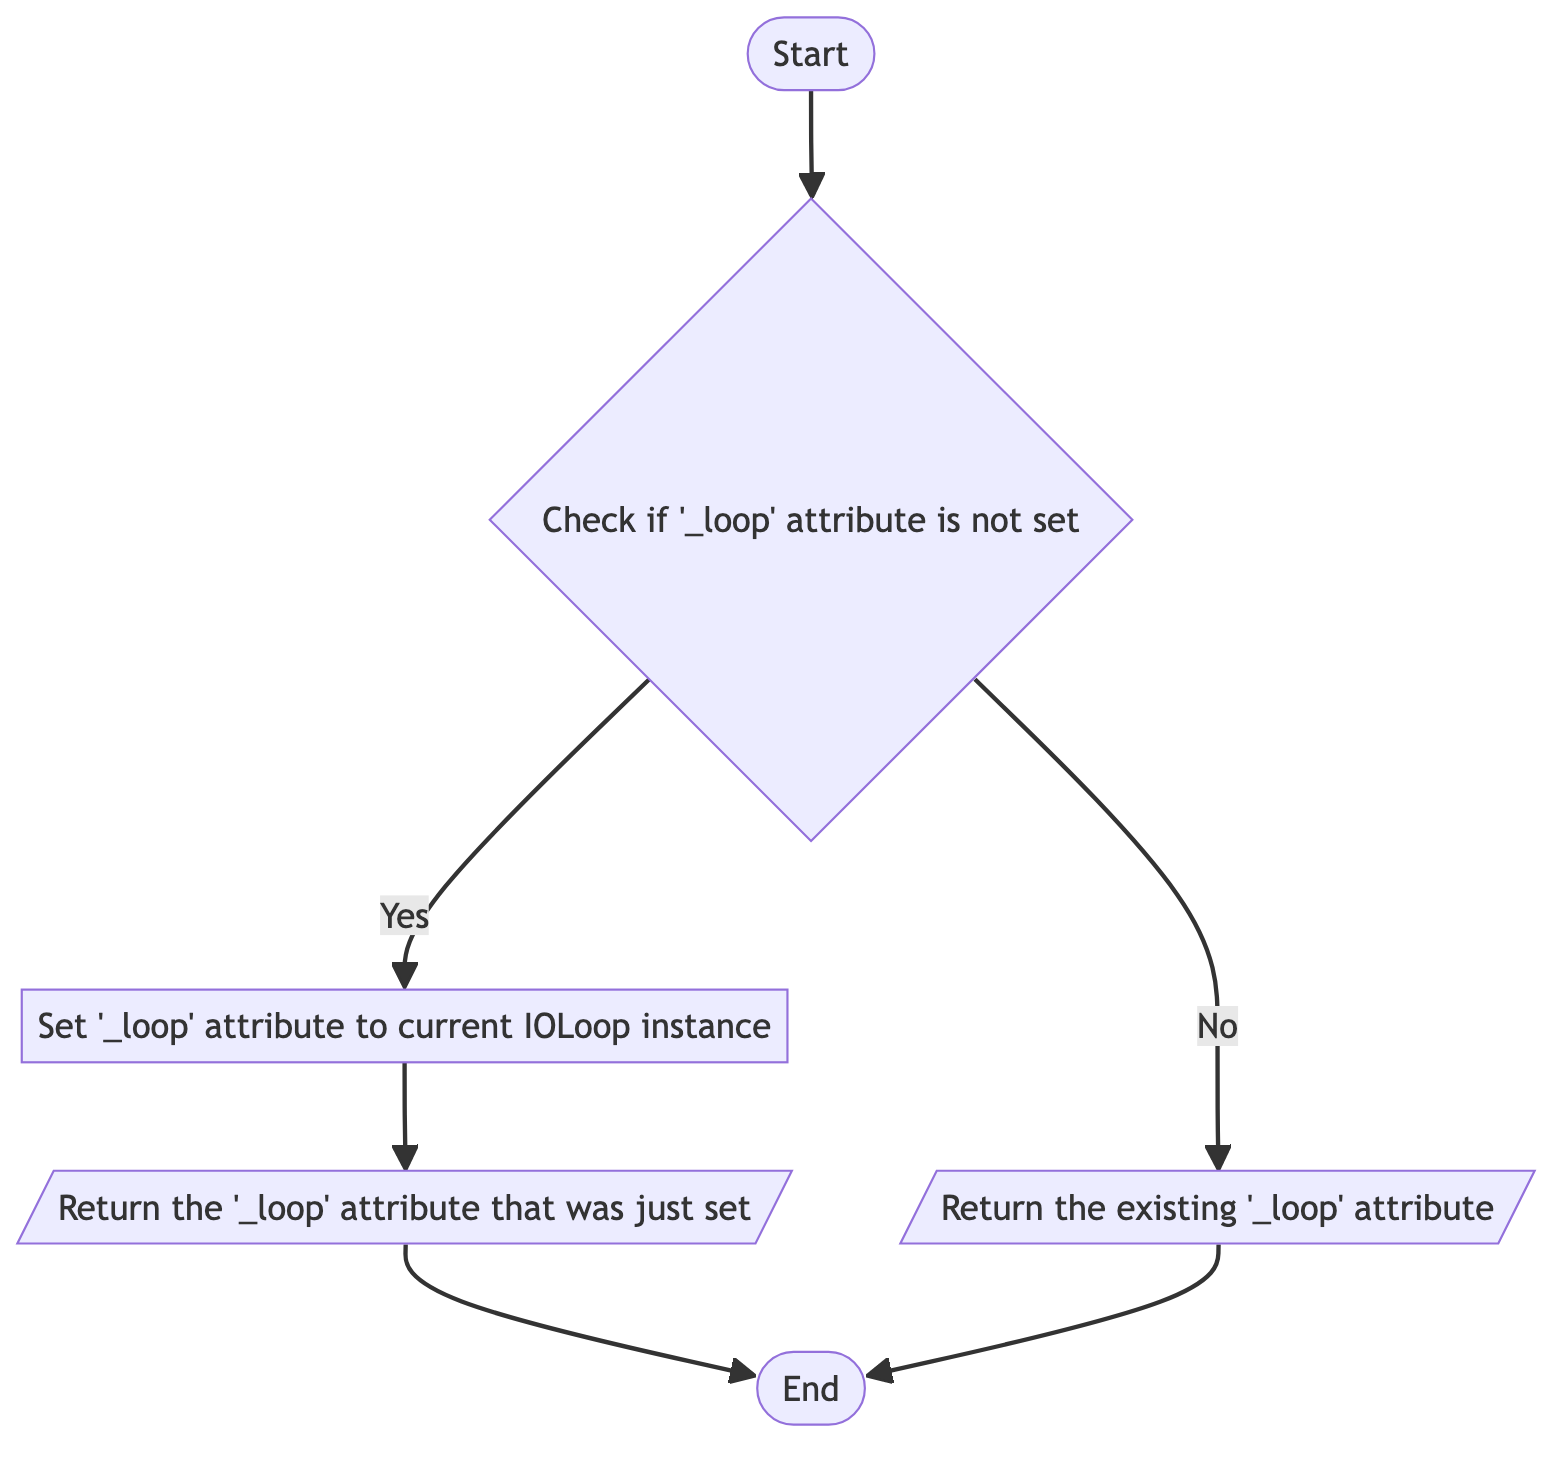 Start
Check if '_loop' attribute is not set
Yes
Set '_loop' attribute to current IOLoop instance
No
Return the '_loop' attribute that was just set
Return the existing '_loop' attribute
End